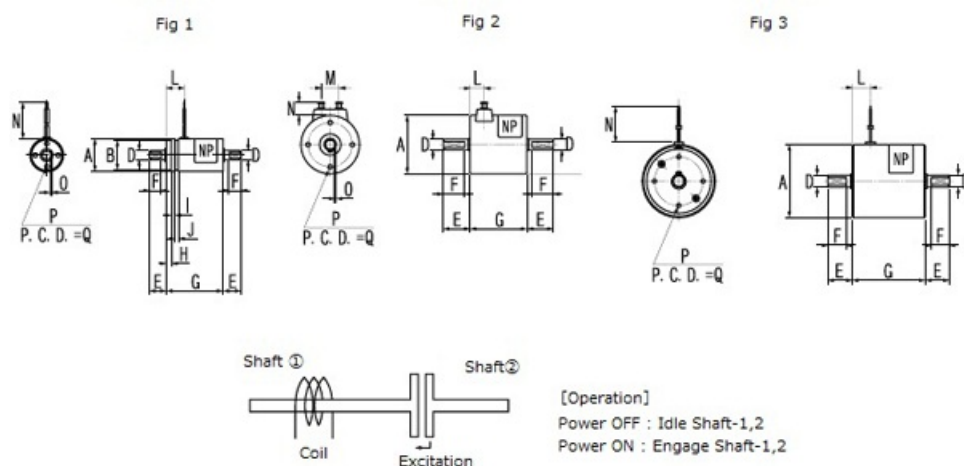 Fig 1
Fig 2
Fig 3
L
N
A
B
D
NP
D
F
F
O
I
P
P. C. D. =Q
J
H
E
G
E
M
N
L
A
D
NP
D
O
F
F
P
P. C. D. =Q
E
G
E
L
N
A
D
NP
F
F
P
P. C. D. =Q
E
G
E
Shaft ①
Shaft②
Coil
Excitation
[Operation]
Power OFF : Idle Shaft-1,2
Power ON : Engage Shaft-1,2